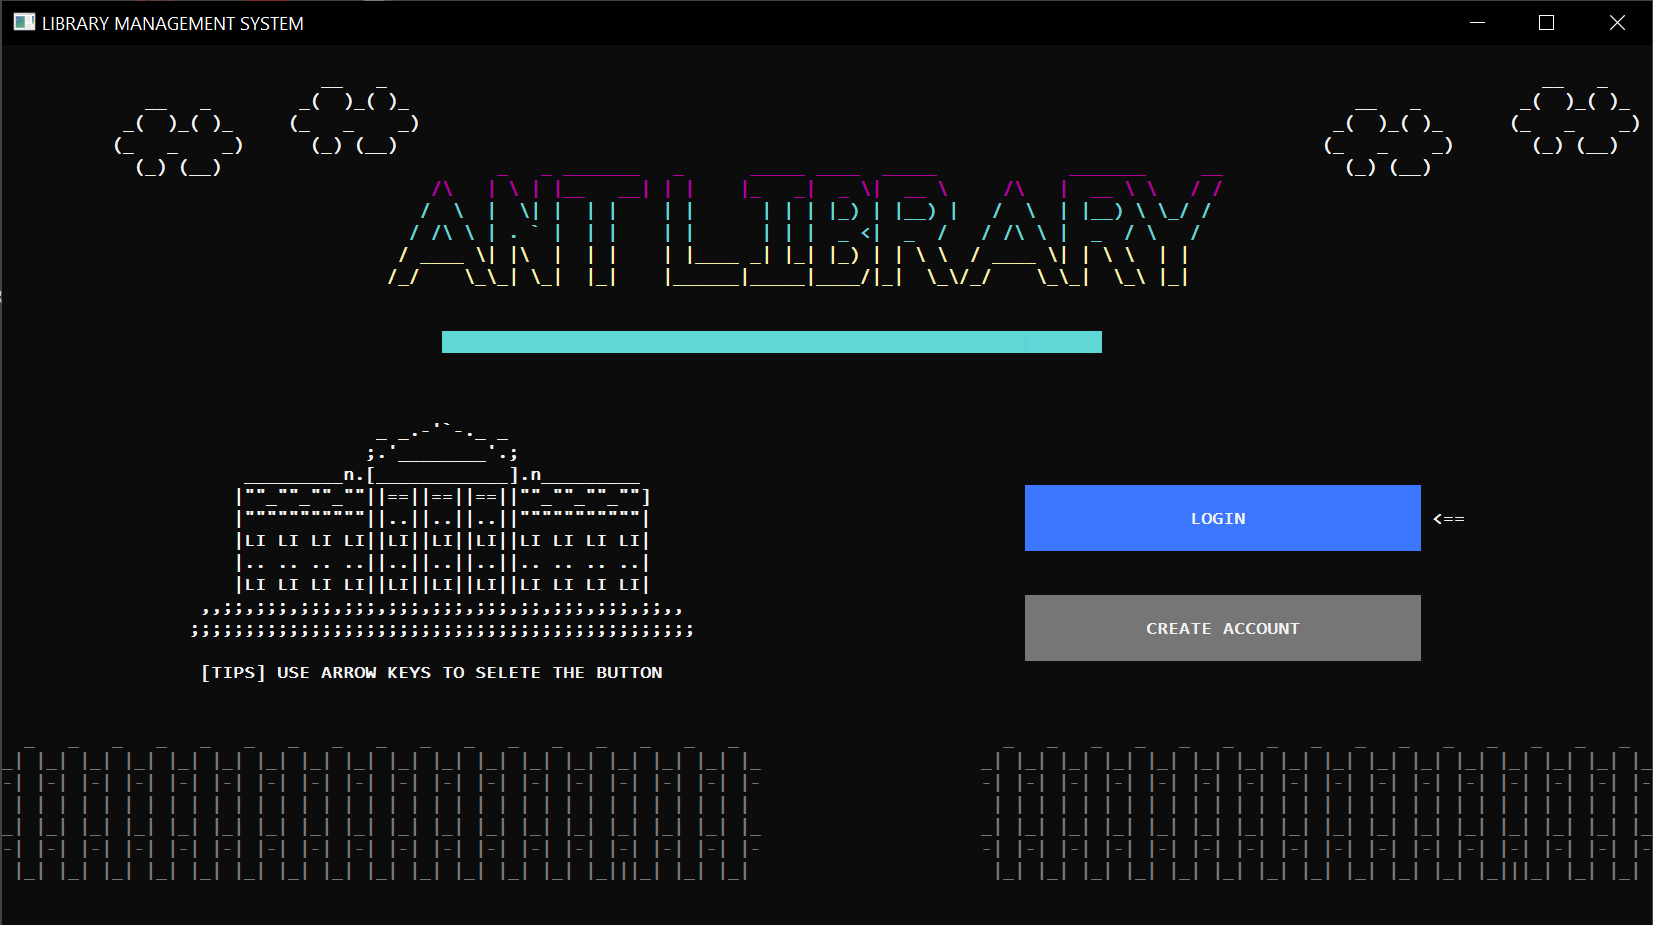 LIBRARY MANAGEMENT SYSTEM
ANT LIBRARY
LOGIN <==
CREATE ACCOUNT
[TIPS] USE ARROW KEYS TO SELETE THE BUTTON